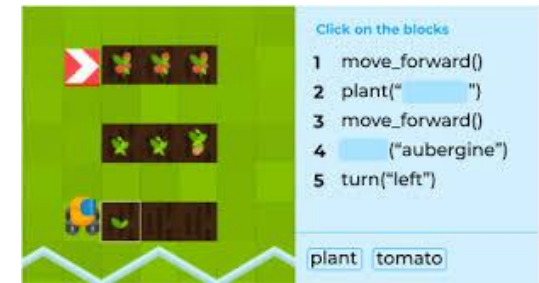 Click on the blocks
1 move_forward()
2 plant(“ ”)
3 move_forward()
4 (“aubergine”)
5 turn(“left”)
plant tomato